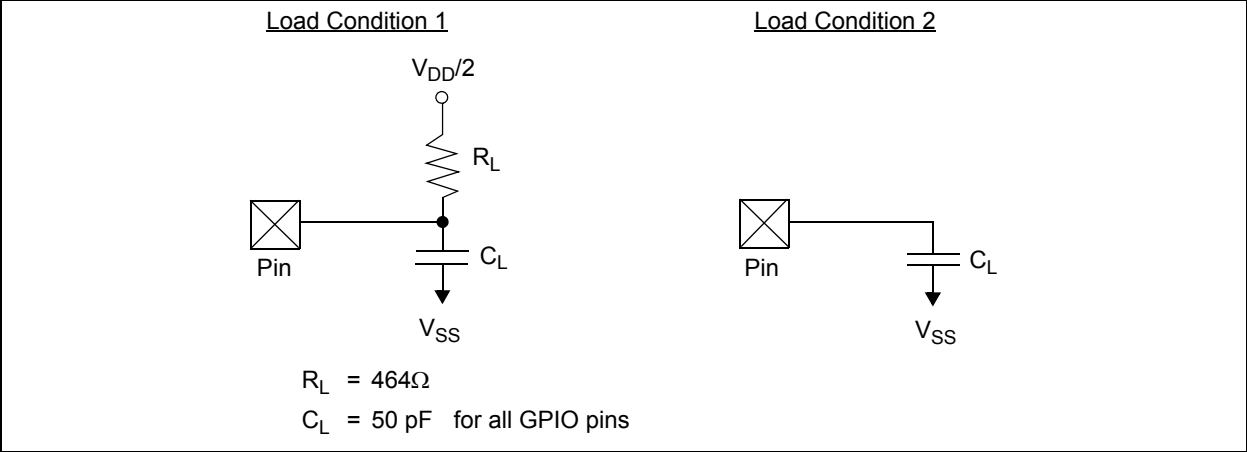 Load Condition 1
VDD/2
RL
Pin
CL
VSS
RL = 464Ω
CL = 50 pF for all GPIO pins
Load Condition 2
Pin
CL
VSS